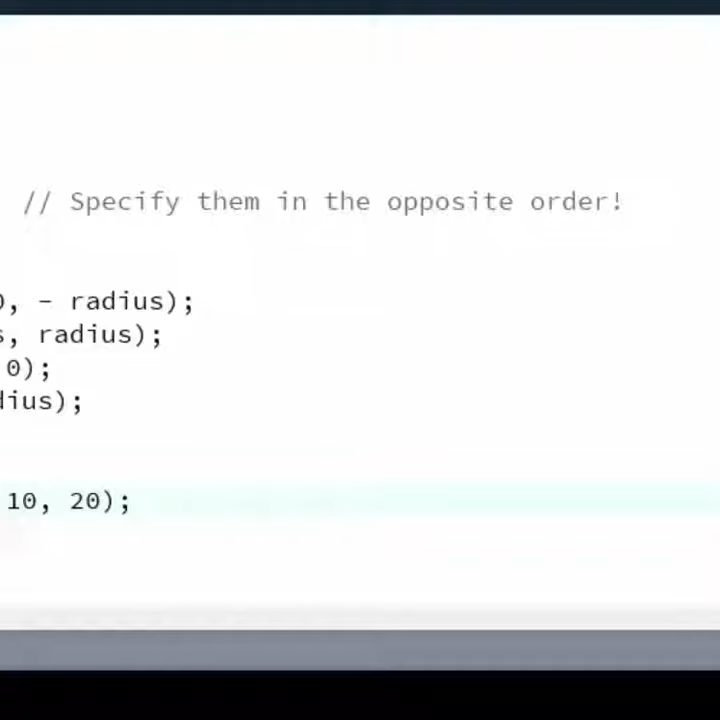 // Specify them in the opposite order!
, - radius);
, radius);
0);
dius);
10, 20);